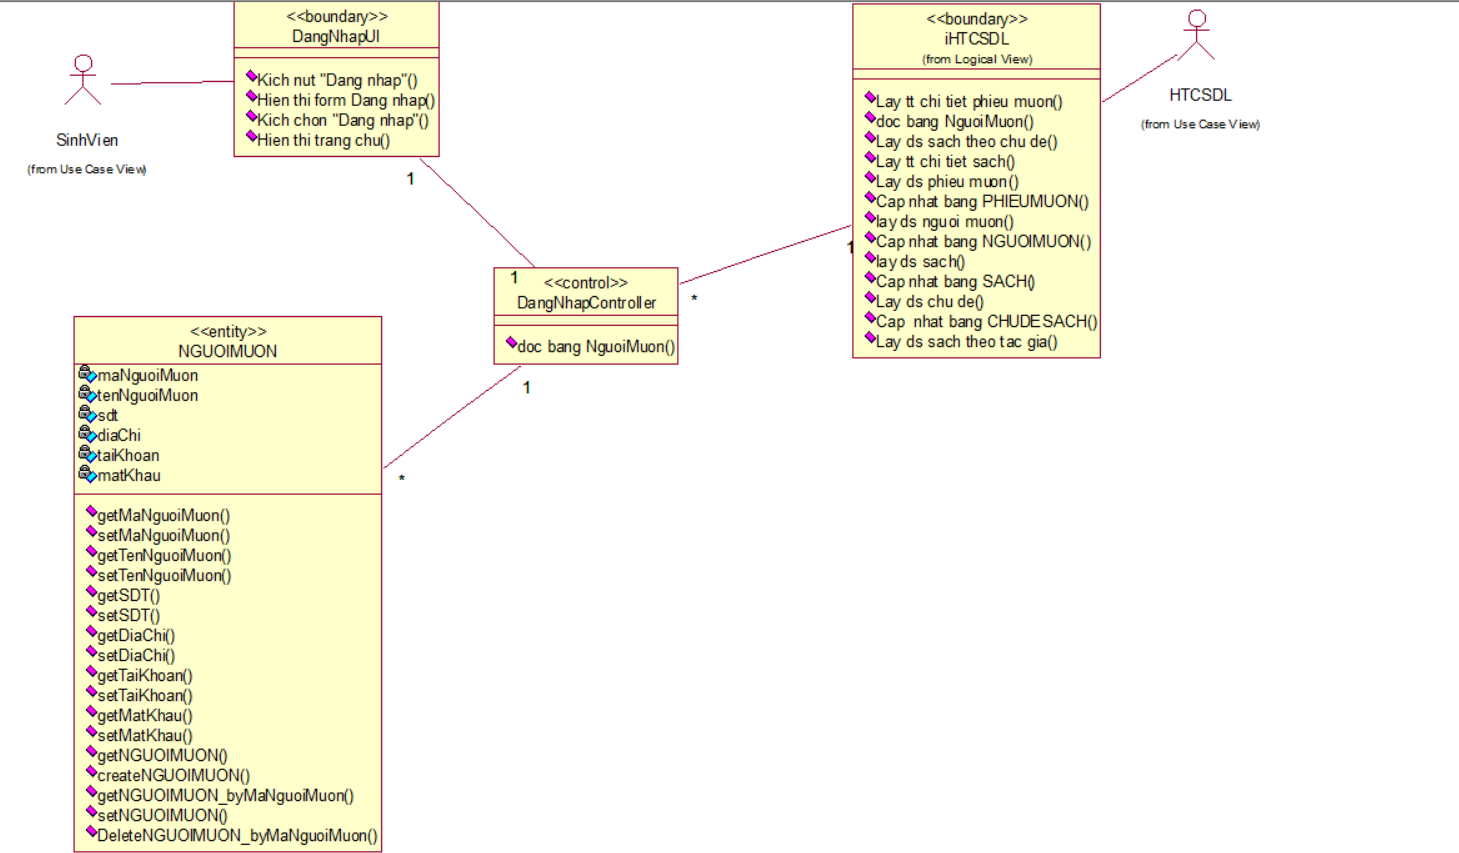 <<boundary>>
DangNhapUI
Kich nut "Dang nhap"()
Hien thi form Dang nhap()
Kich chon "Dang nhap"()
Hien thi trang chu()
SinhVien
(from Use Case View)
<<boundary>>
iHTCSDL
(from Logical View)
Lay tt chi tiet phieu muon()
doc bang NguoiMuon()
Lay ds sach theo chu de()
Lay tt chi tiet sach()
Lay ds phieu muon()
Cap nhat bang PHIEUMUON()
lay ds nguoi muon()
Cap nhat bang NGUOIMUON()
lay ds sach()
Cap nhat bang SACH()
Lay ds chu de()
Cap nhat bang CHUDESACH()
Lay ds sach theo tac gia()
HTCSDL
(from Use Case View)
1
1
1
*
<<control>>
DangNhapController
doc bang NguoiMuon()
1
*
<<entity>>
NGUOIMUON
maNguoiMuon
tenNguoiMuon
sdt
diaChi
taiKhoan
matKhau
getMaNguoiMuon()
setMaNguoiMuon()
getTenNguoiMuon()
setTenNguoiMuon()
getSDT()
setSDT()
getDiaChi()
setDiaChi()
getTaiKhoan()
setTaiKhoan()
getMatKhau()
setMatKhau()
getNGUOIMUON()
createNGUOIMUON()
getNGUOIMUON_byMaNguoiMuon()
setNGUOIMUON()
DeleteNGUOIMUON_byMaNguoiMuon()